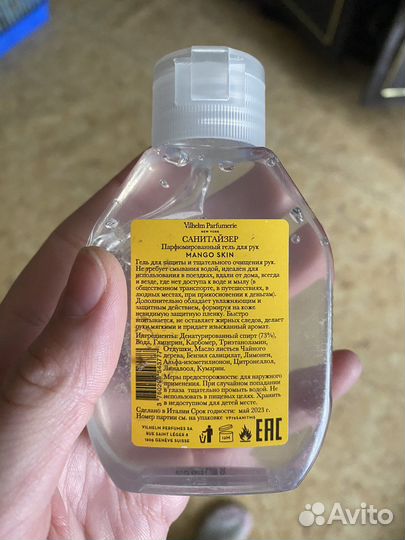 Vilhelm Parfumerie
NEW YORK
САНИТАЙЗЕР
Парфюмированный гель для рук
MANGO SKIN
Гель для защиты и тщательного очищения рук.
Не требует смывания водой, идеален для
использования в поездках, вдали от дома, всегда
и везде, где нет доступа к воде и мылу (в
общественном транспорте, в путешествиях, в
людных местах, при прикосновении к деньгам).
Дополнительно обладает увлажняющим и
защитным действием, формируя на коже
невидимую защитную пленку. Быстро
впитывается, не оставляет жирных следов, делает
руки мягкими и придает изысканный аромат.
Ингредиенты: Денатурированный спирт (73%),
Вода, Глицерин, Карбомер, Триэтаноламин,
Отдушки, Масло листьев Чайного
дерева, Бензил салицилат, Лимонен,
Альфа-изометилионон, Цитронеллол,
Линалоол, Кумарин.
Меры предосторожности: для наружного
применения. При случайном попадании
в глаза тщательно промыть водой. Не
использовать в пищевых целях. Хранить
в недоступном для детей месте.
Сделано в Италии Срок годности: май 2023 г.
Номер партии см. на упаковке
VILHELM PERFUMES SA
RUE SAINT LÉGER 8
1205 GENÈVE SUISSE
12M
EAC
Avito